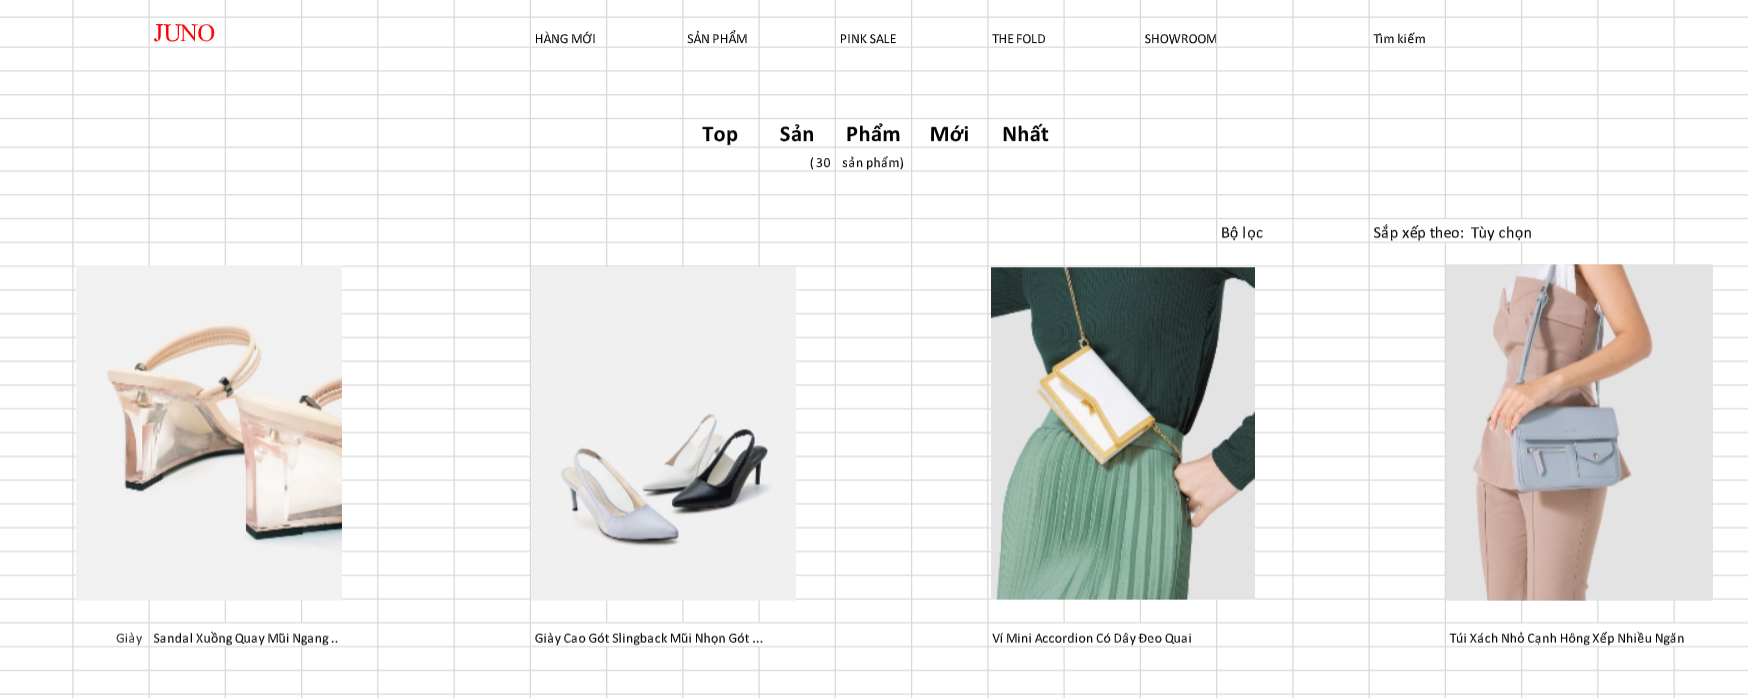 JUNO HÀNG MỚI SẢN PHẨM PINK SALE THE FOLD SHOWROOM Tìm kiếm
Top Sản Phẩm Mới Nhất
( 30 sản phẩm)
Bộ lọc Sắp xếp theo: Tùy chọn
Giày Sandal Xuồng Quay Mũi Ngang ..
Giày Cao Gót Slingback Mũi Nhọn Gót ...
Ví Mini Accordion Có Dây Đeo Quai
Túi Xách Nhỏ Cạnh Hông Xếp Nhiều Ngăn